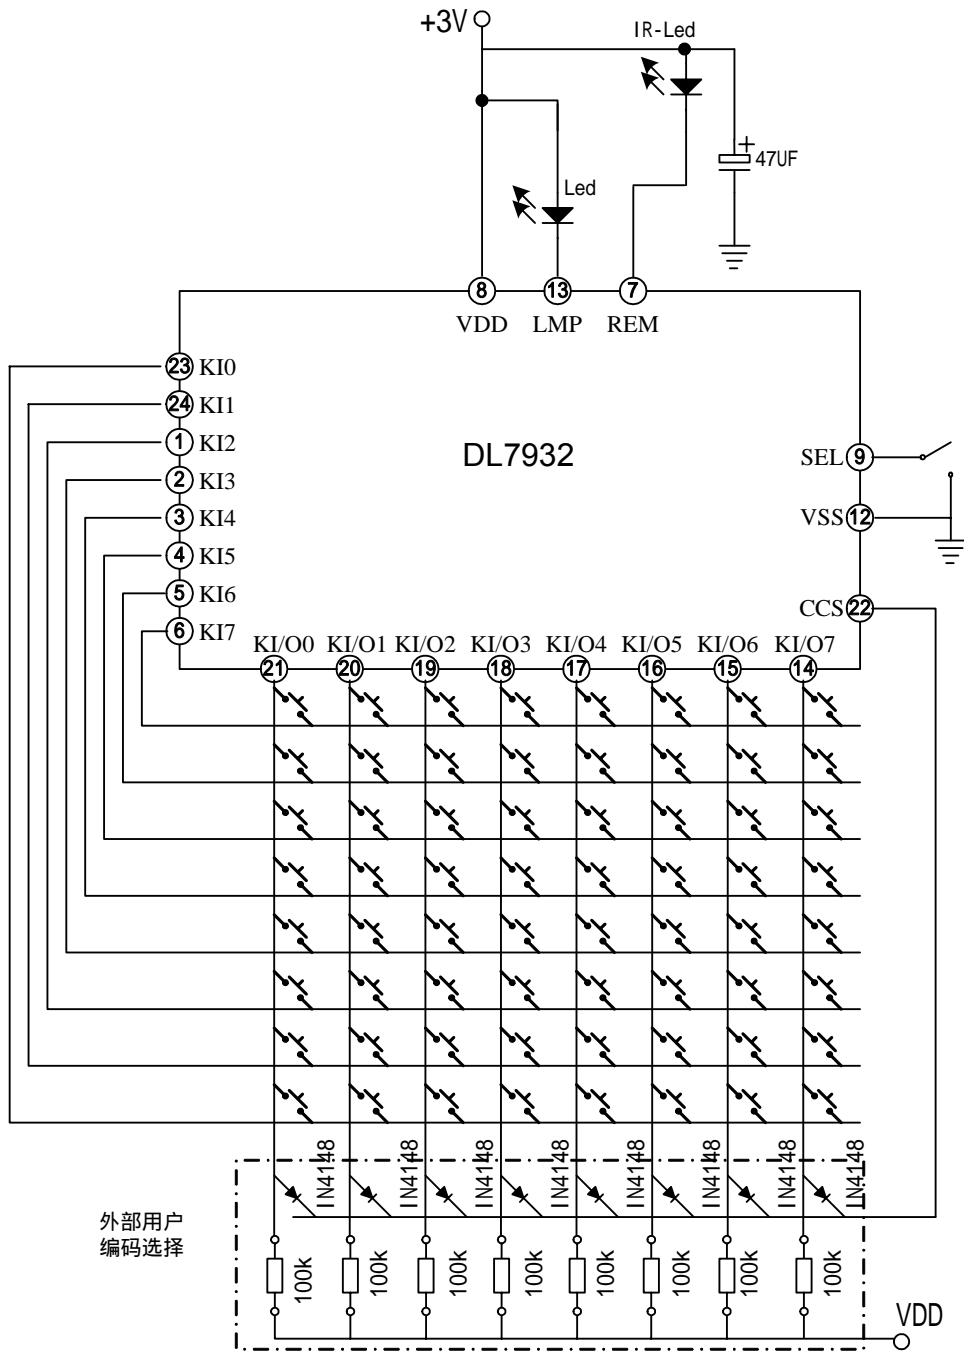 +3V
IR-Led
+
47UF
Led
8
13
7
VDD
LMP
REM
23 KI0
24 KI1
1 KI2
DL7932
SEL 9
2 KI3
3 KI4
VSS 12
4 KI5
5 KI6
CCS 22
6 KI7
KI/O0
KI/O1
KI/O2
KI/O3
KI/O4
KI/O5
KI/O6
KI/O7
21
20
19
18
17
16
15
14
IN4148
IN4148
IN4148
IN4148
IN4148
IN4148
IN4148
IN4148
外部用户
编码选择
100k
100k
100k
100k
100k
100k
100k
100k
VDD